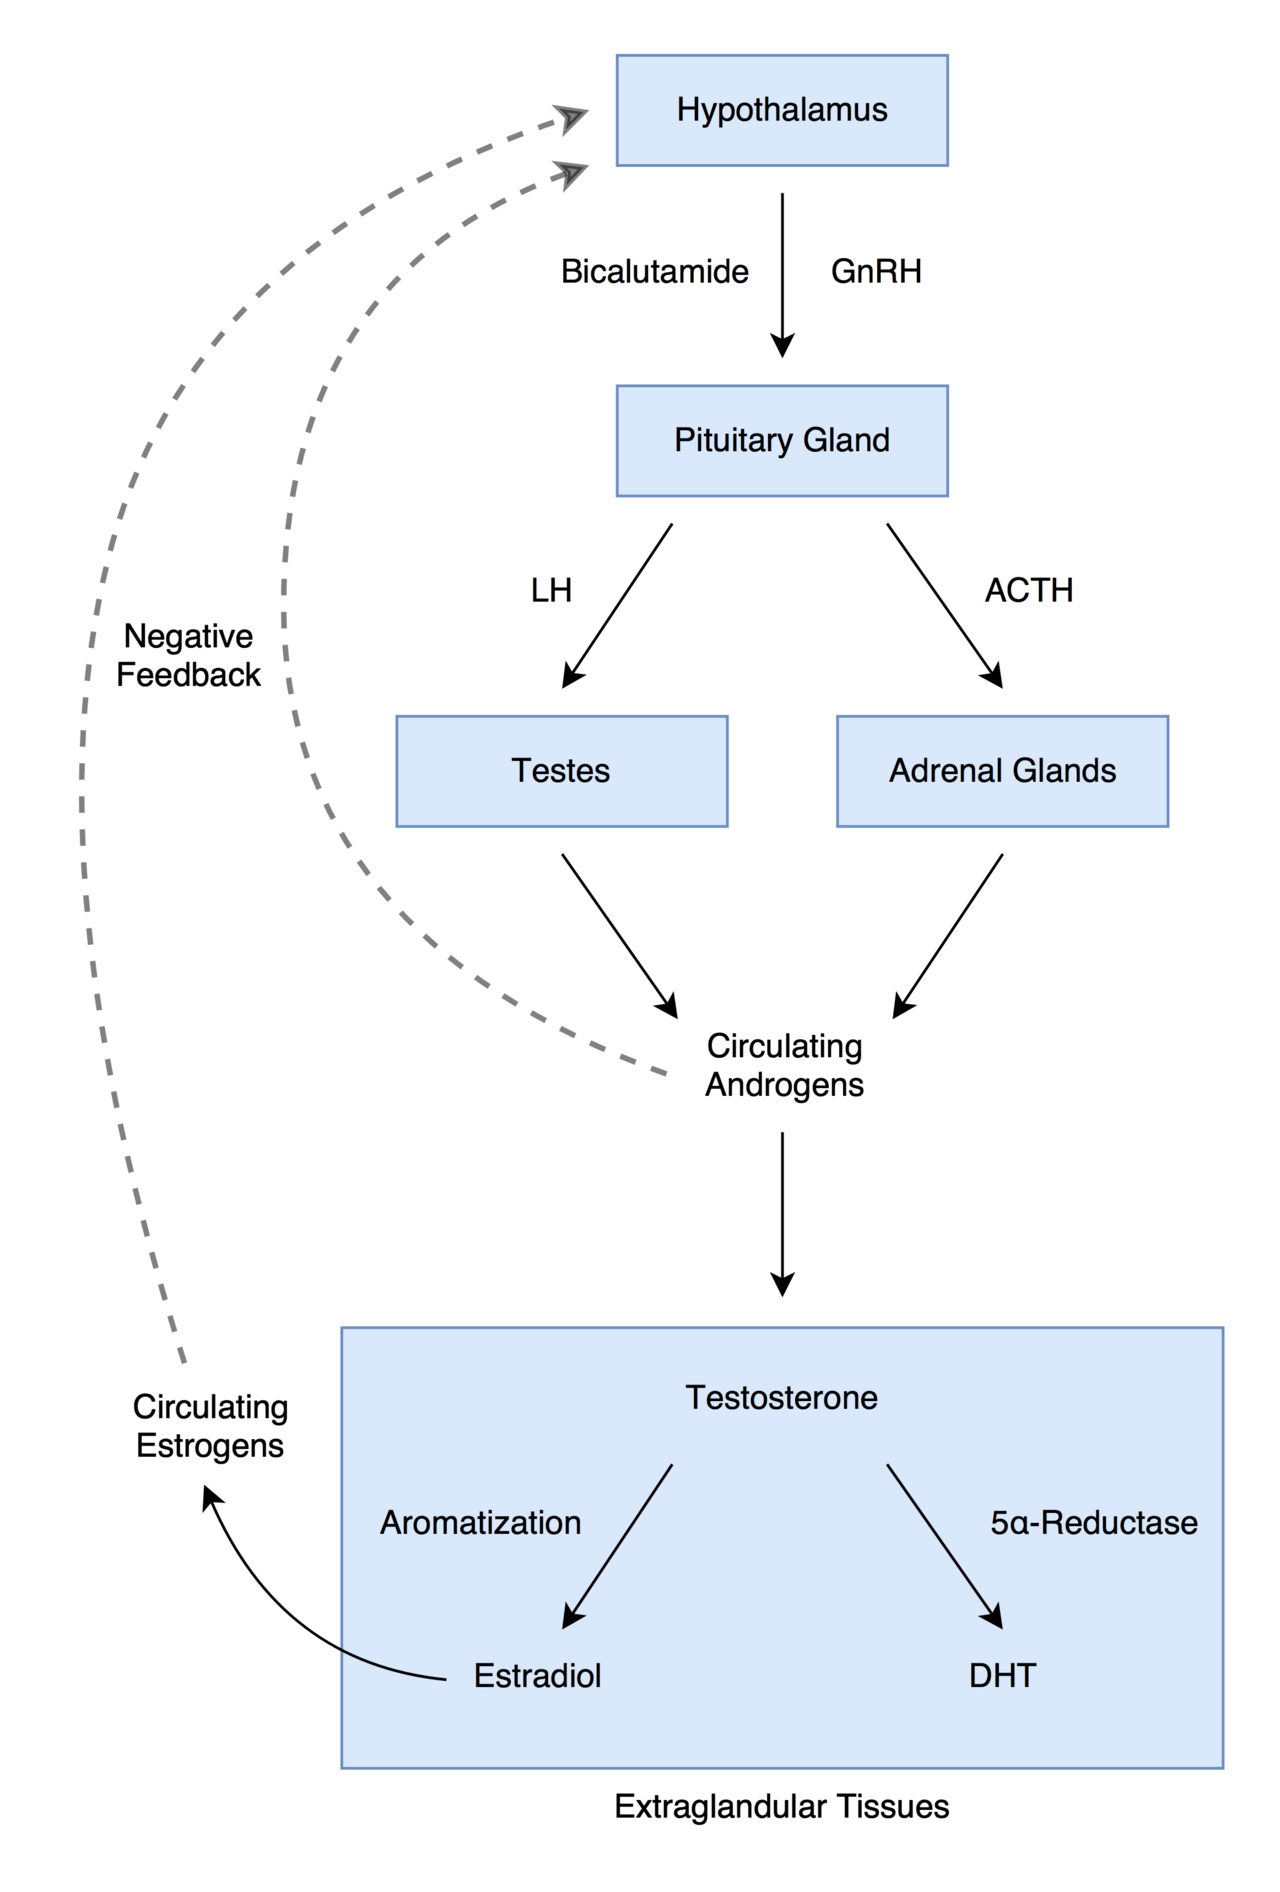 Hypothalamus
Bicalutamide
GnRH
Pituitary Gland
LH
ACTH
Negative
Feedback
Testes
Adrenal Glands
Circulating
Androgens
Testosterone
Circulating
Estrogens
Aromatization
5α-Reductase
Estradiol
DHT
Extraglandular Tissues